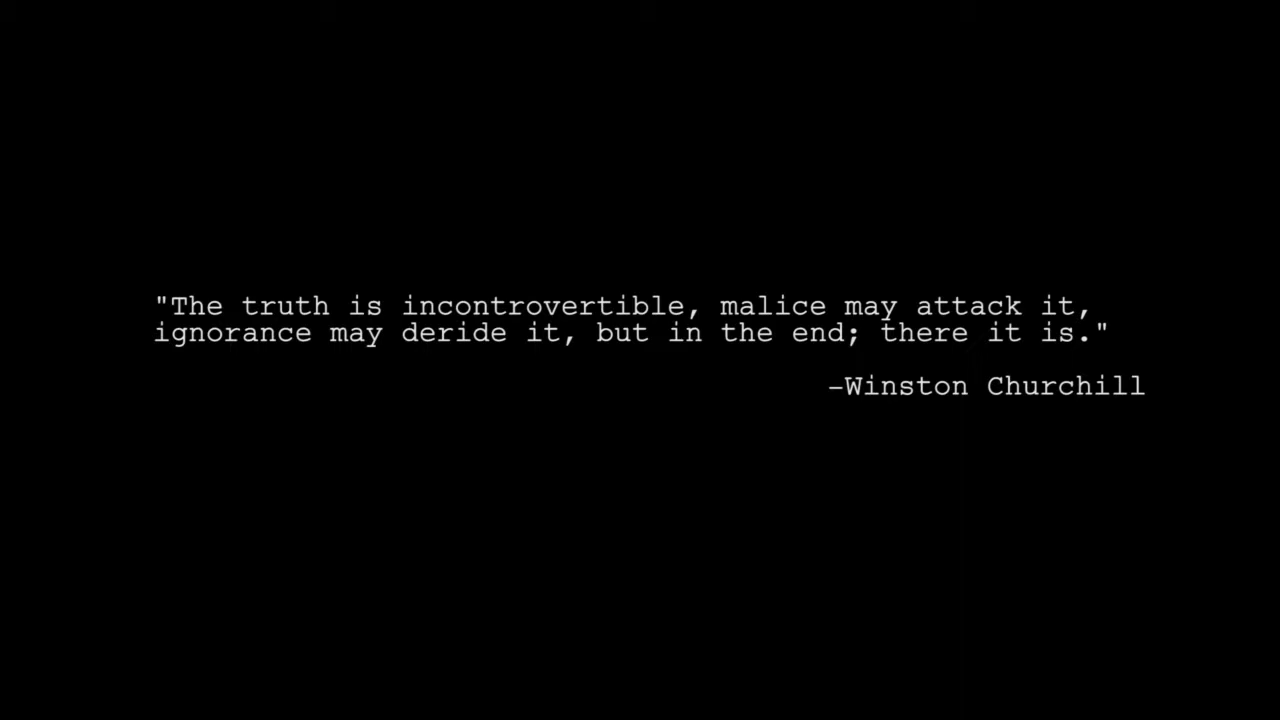 "The truth is incontrovertible, malice may attack it,
ignorance may deride it, but in the end; there it is."
–Winston Churchill